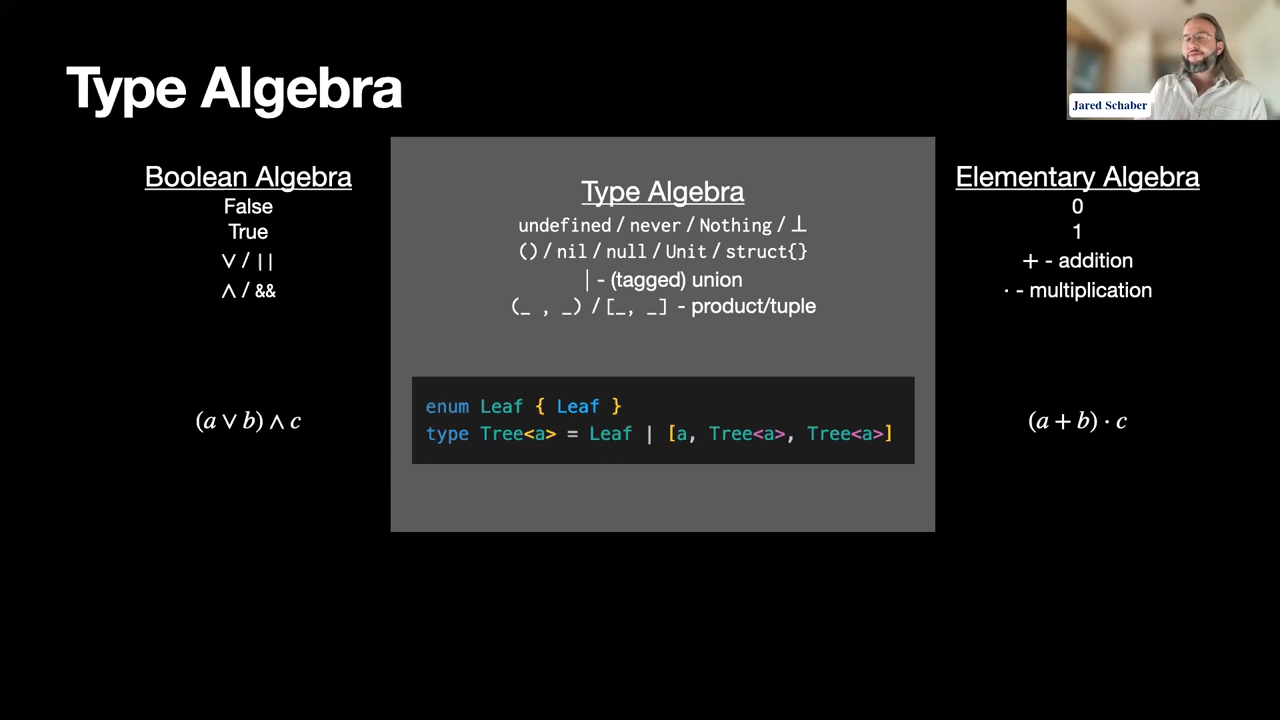 Type Algebra
Jared Schaber
Boolean Algebra
False
True
∨ / ||
∧ / &&
(a ∨ b) ∧ c
Type Algebra
undefined / never / Nothing / ⊥
() / nil / null / Unit / struct{}
| - (tagged) union
(_ , _) / [_, _] - product/tuple
enum Leaf { Leaf }
type Tree<a> = Leaf | [a, Tree<a>, Tree<a>]
Elementary Algebra
0
1
+ - addition
· - multiplication
(a + b) · c